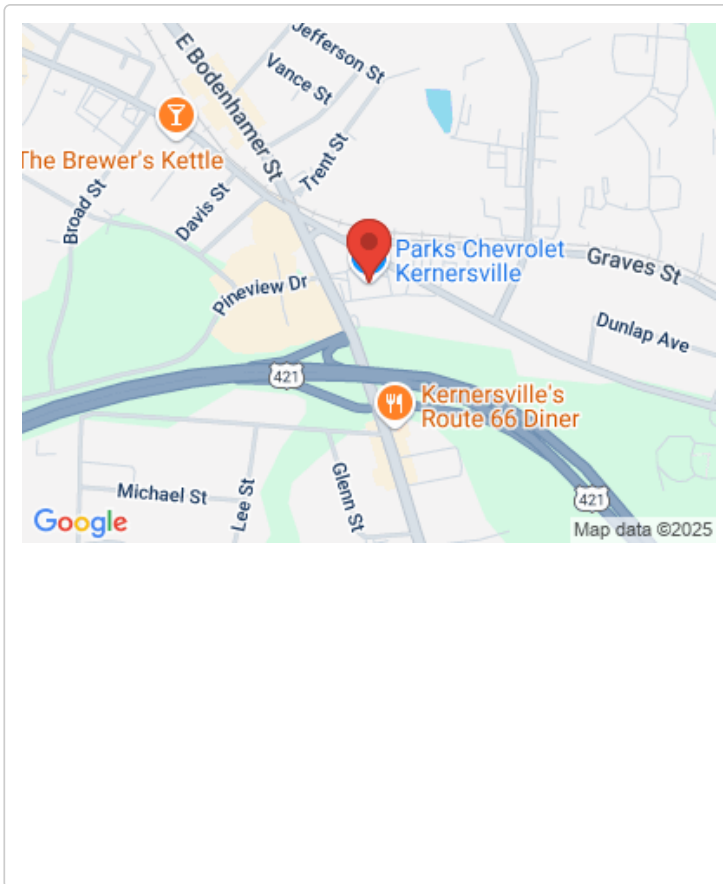 Jefferson St
Vance St
E Bodenhamer St
Trent St
The Brewer's Kettle
Broad St
Davis St
Parks Chevrolet
Kernersville
Graves St
Pineview Dr
Dunlap Ave
421
Kernersville's
Route 66 Diner
Michael St
Lee St
Glenn St
421
Google
Map data ©2025